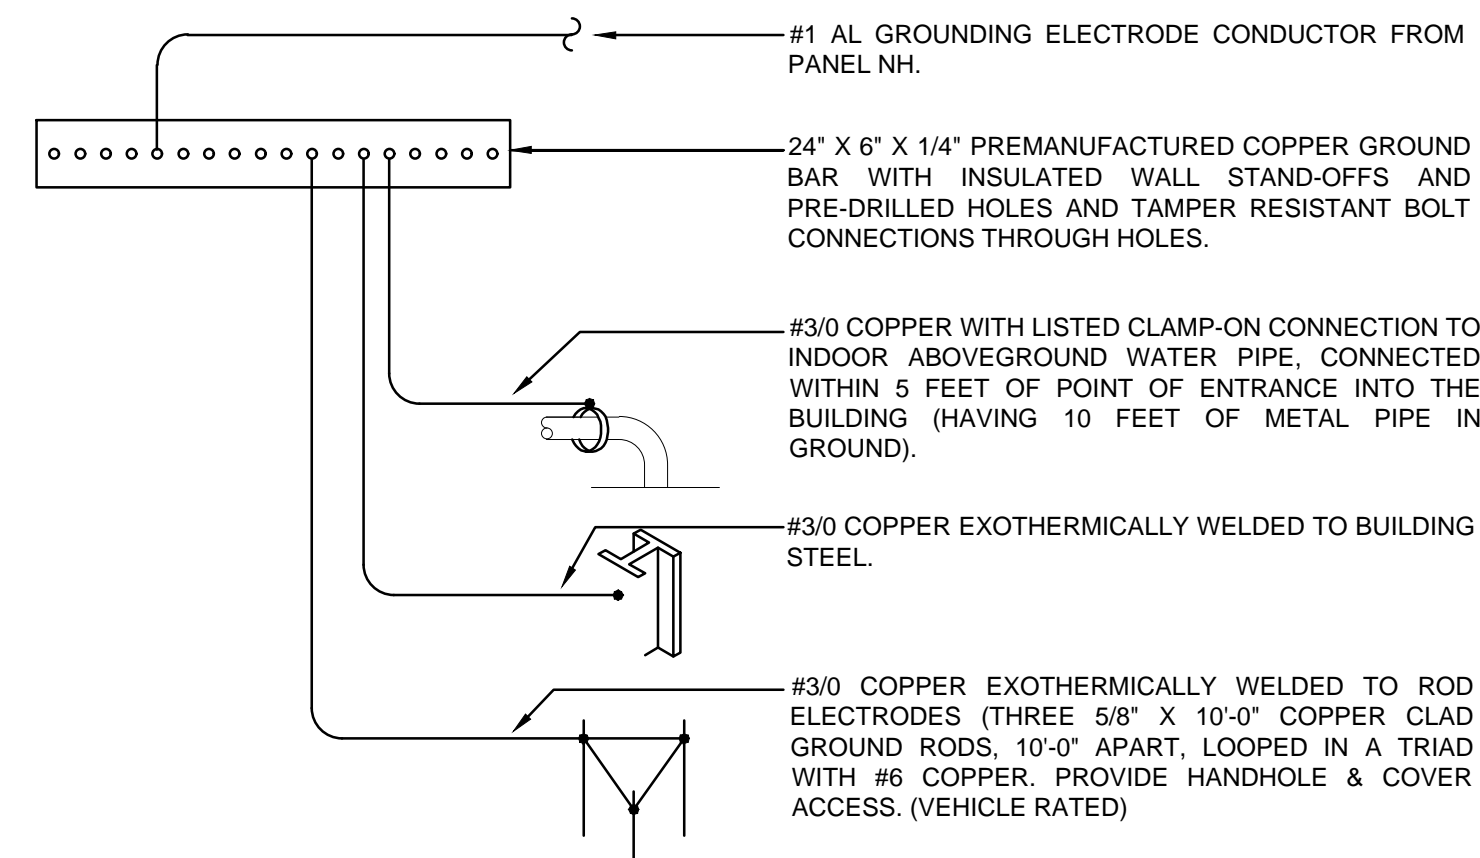 #1 AL GROUNDING ELECTRODE CONDUCTOR FROM
PANEL NH.
24" X 6" X 1/4" PREMANUFACTURED COPPER GROUND
BAR WITH INSULATED WALL STAND-OFFS AND
PRE-DRILLED HOLES AND TAMPER RESISTANT BOLT
CONNECTIONS THROUGH HOLES.
#3/0 COPPER WITH LISTED CLAMP-ON CONNECTION TO
INDOOR ABOVEGROUND WATER PIPE, CONNECTED
WITHIN 5 FEET OF POINT OF ENTRANCE INTO THE
BUILDING (HAVING 10 FEET OF METAL PIPE IN
GROUND).
#3/0 COPPER EXOTHERMICALLY WELDED TO BUILDING
STEEL.
#3/0 COPPER EXOTHERMICALLY WELDED TO ROD
ELECTRODES (THREE 5/8" X 10'-0" COPPER CLAD
GROUND RODS, 10'-0" APART, LOOPED IN A TRIAD
WITH #6 COPPER. PROVIDE HANDHOLE & COVER
ACCESS. (VEHICLE RATED)